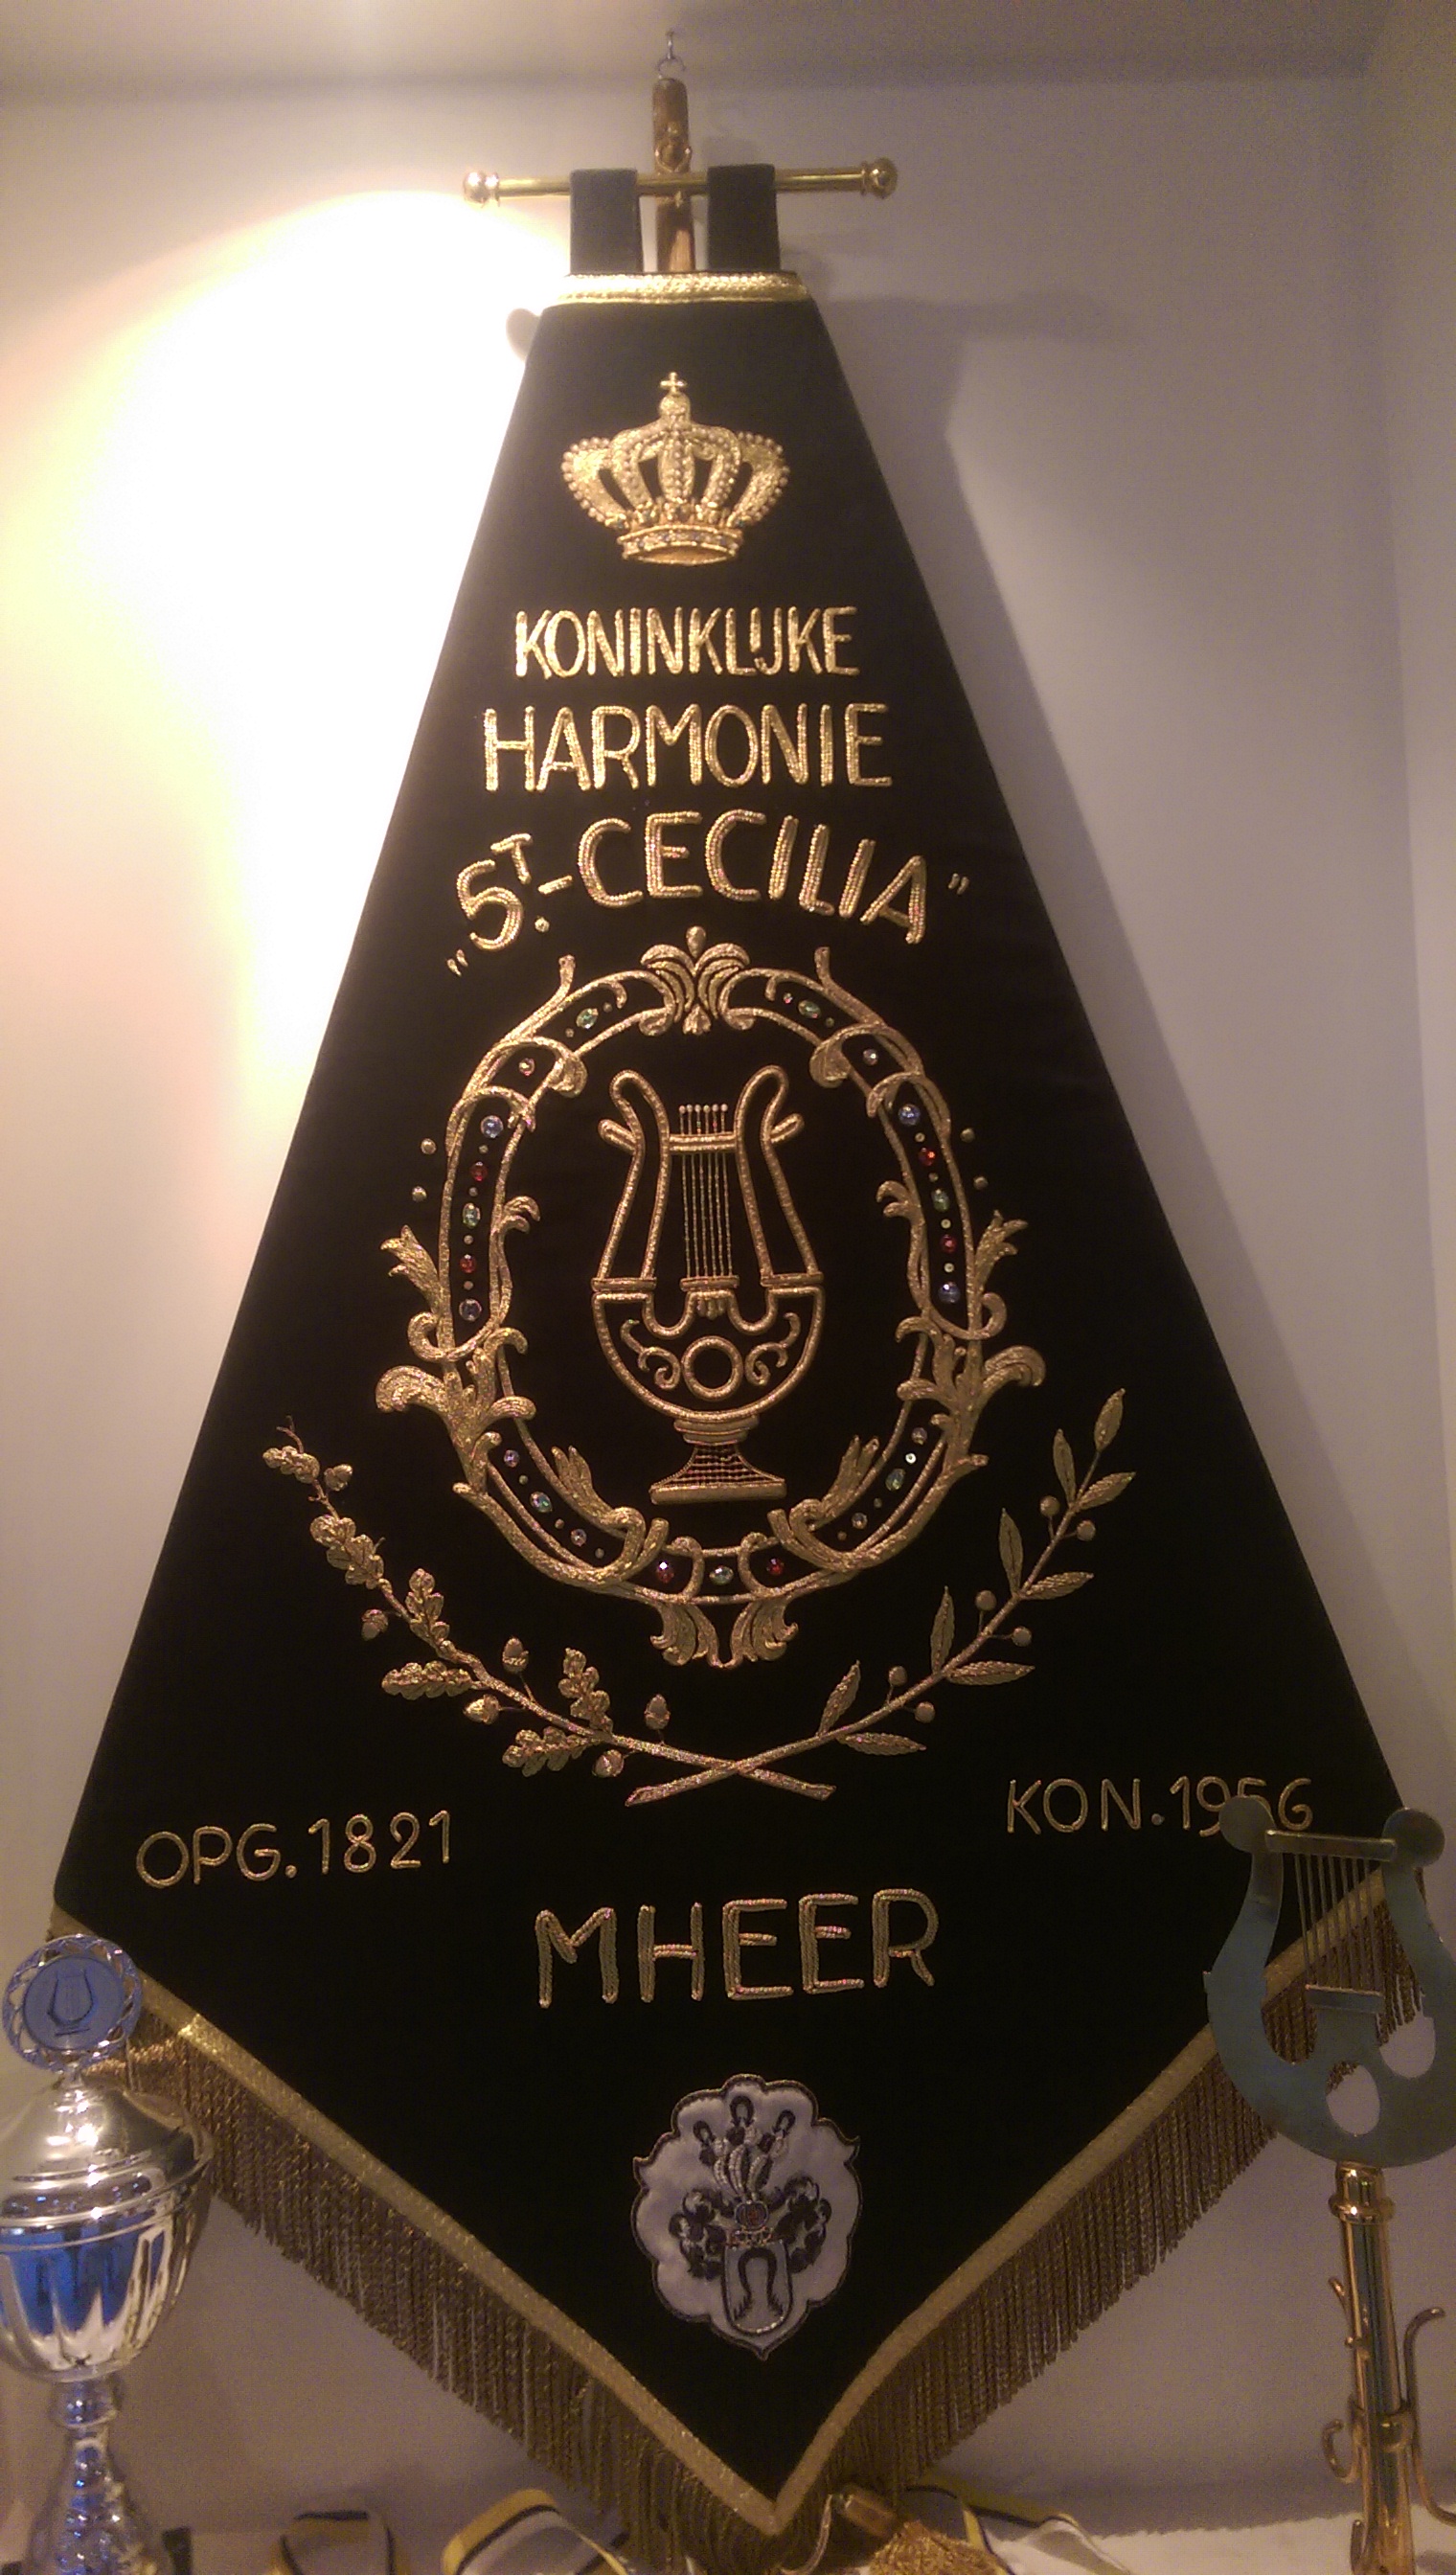 KONINKLIJKE
HARMONIE
„ST.-CECILIA”
OPG. 1821
KON. 1956
MHEER